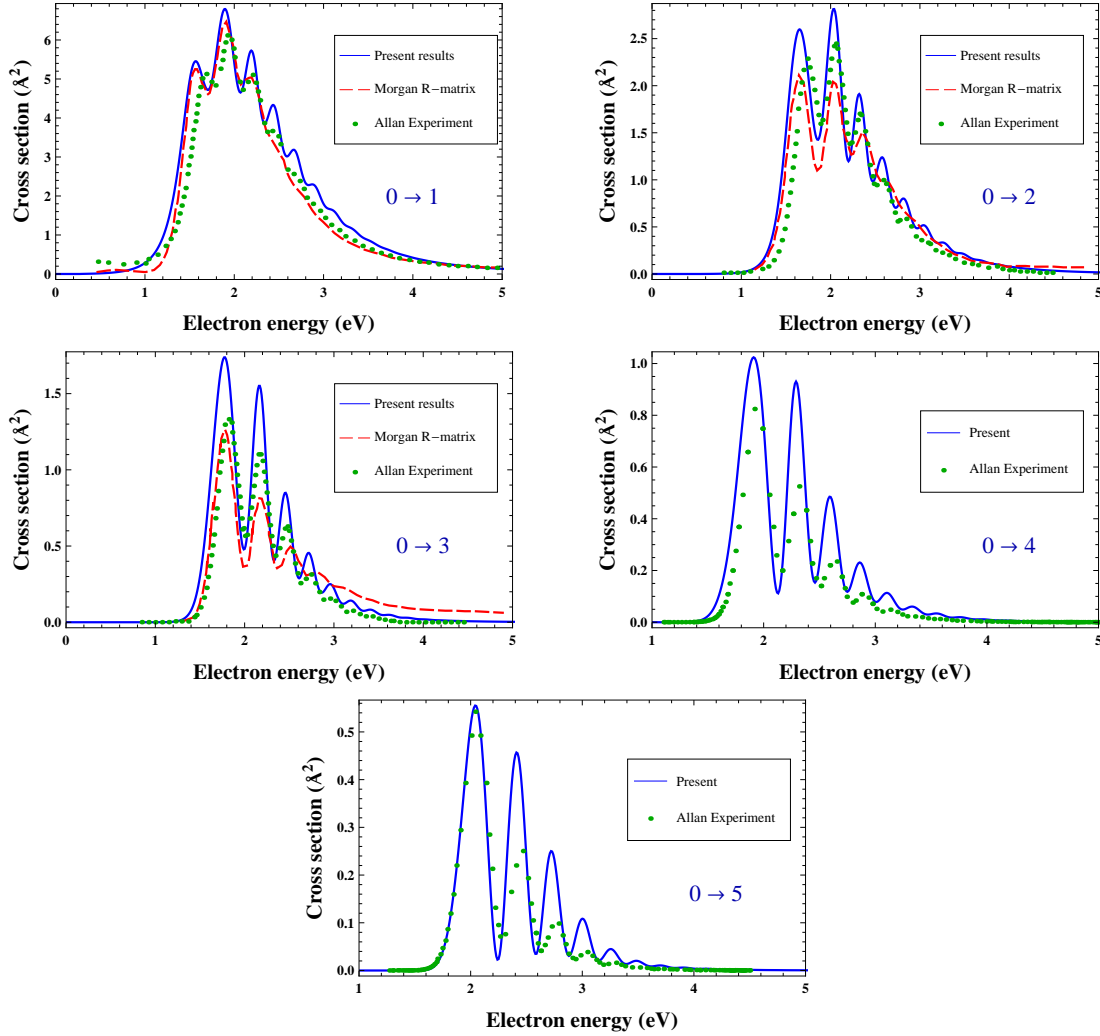 Cross section (Å²)
6
5
4
3
2
1
0
Present results
Morgan R−matrix
Allan Experiment
0 → 1
0 1 2 3 4 5
Electron energy (eV)
Cross section (Å²)
2.5
2.0
1.5
1.0
0.5
0.0
Present results
Morgan R−matrix
Allan Experiment
0 → 2
0 1 2 3 4 5
Electron energy (eV)
Cross section (Å²)
1.5
1.0
0.5
0.0
Present results
Morgan R−matrix
Allan Experiment
0 → 3
0 1 2 3 4 5
Electron energy (eV)
Cross section (Å²)
1.0
0.8
0.6
0.4
0.2
0.0
Present
Allan Experiment
0 → 4
1 2 3 4 5
Electron energy (eV)
Cross section (Å²)
0.5
0.4
0.3
0.2
0.1
0.0
Present
Allan Experiment
0 → 5
1 2 3 4 5
Electron energy (eV)